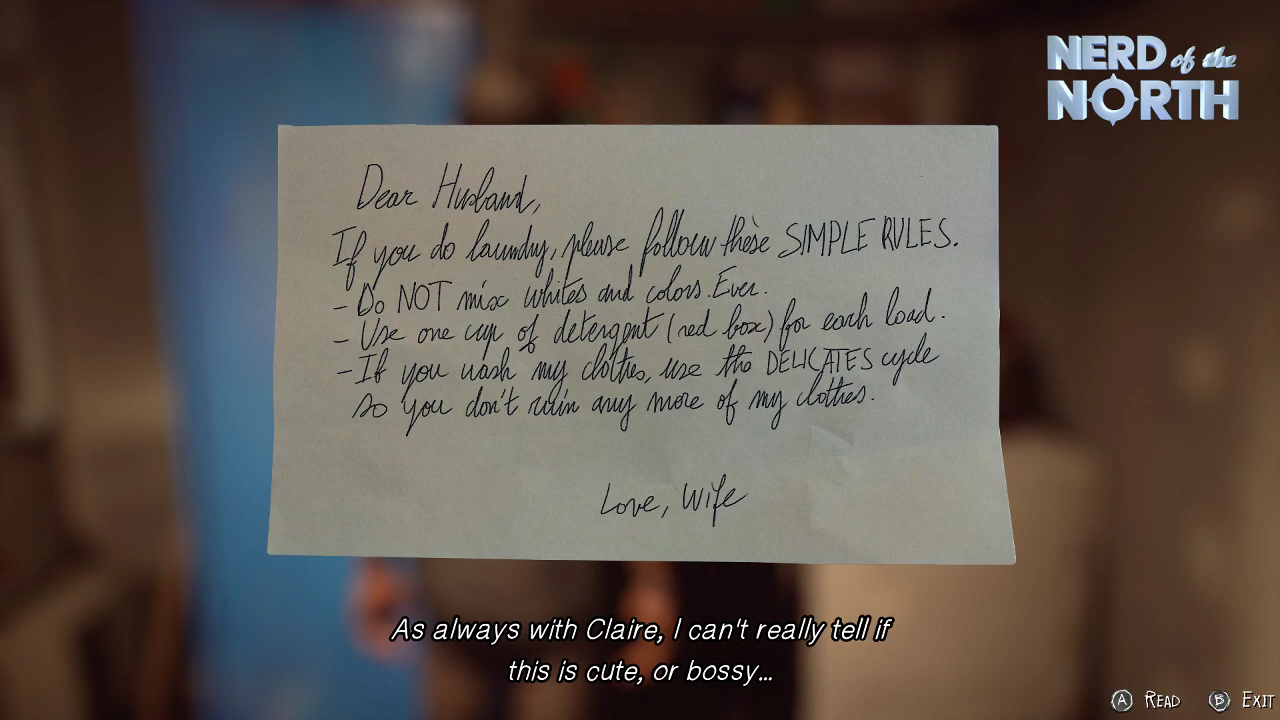 NERD of the
NORTH
Dear Husband,
If you do laundry, please follow these SIMPLE RULES.
- Do NOT mix whites and colors. Ever.
- Use one cup of detergent (red box) for each load.
- If you wash my clothes, use the DELICATES cycle
so you don't ruin any more of my clothes.
Love, Wife
As always with Claire, I can't really tell if
this is cute, or bossy...
A READ B EXIT